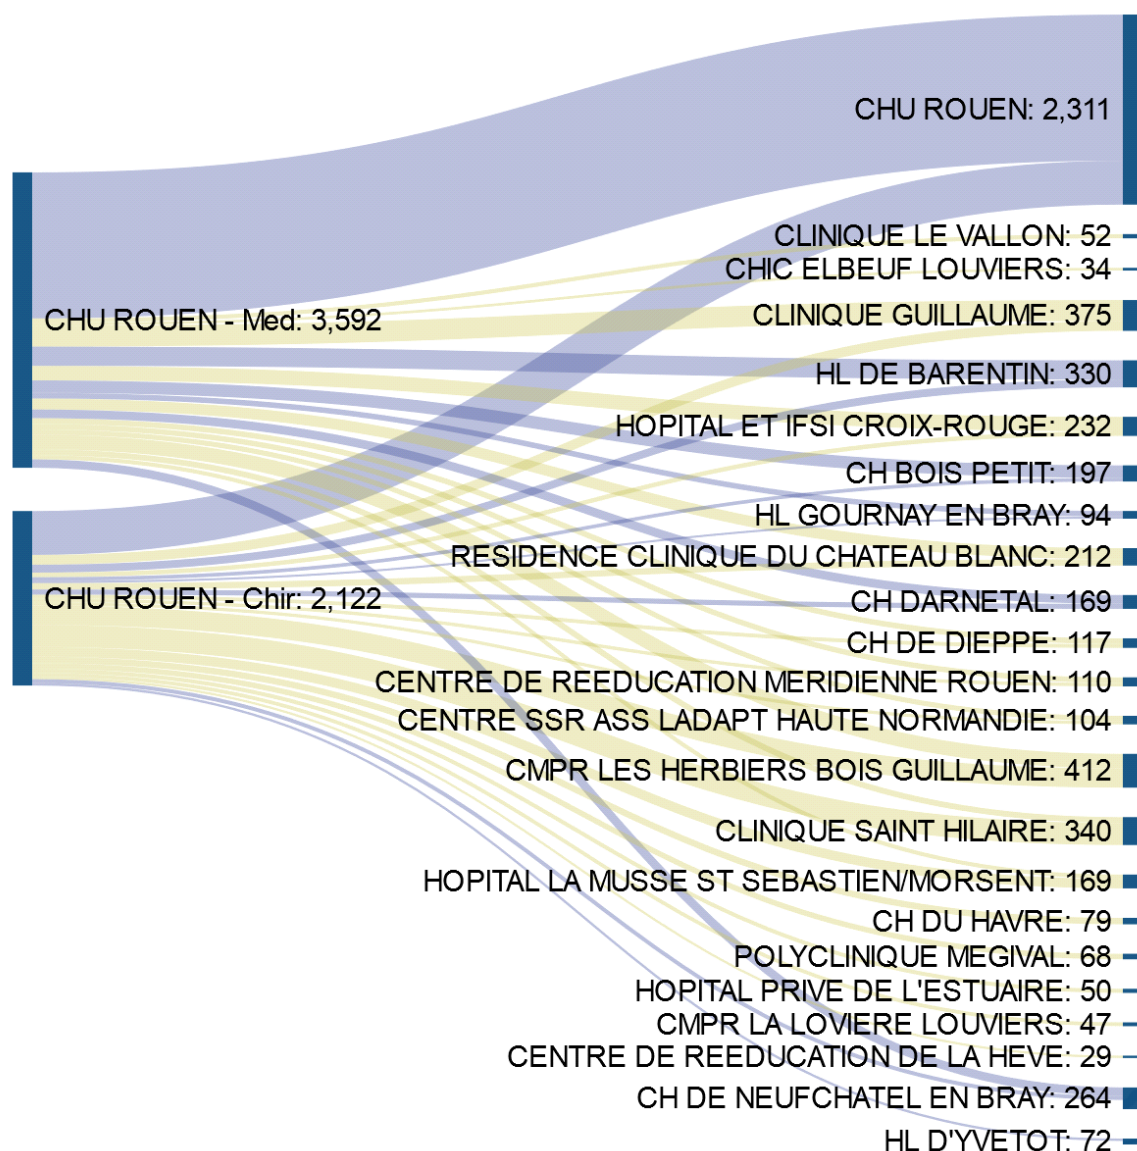 CHU ROUEN: 2,311
CLINIQUE LE VALLON: 52
CHIC ELBEUF LOUVIERS: 34
CLINIQUE GUILLAUME: 375
CHU ROUEN - Med: 3,592
HL DE BARENTIN: 330
HOPITAL ET IFSI CROIX-ROUGE: 232
CH BOIS PETIT: 197
HL GOURNAY EN BRAY: 94
RESIDENCE CLINIQUE DU CHATEAU BLANC: 212
CHU ROUEN - Chir: 2,122
CH DARNETAL: 169
CH DE DIEPPE: 117
CENTRE DE REEDUCATION MERIDIENNE ROUEN: 110
CENTRE SSR ASS LADAPT HAUTE NORMANDIE: 104
CMPR LES HERBIERS BOIS GUILLAUME: 412
CLINIQUE SAINT HILAIRE: 340
HOPITAL LA MUSSE ST SEBASTIEN/MORSENT: 169
CH DU HAVRE: 79
POLYCLINIQUE MEGIVAL: 68
HOPITAL PRIVE DE L'ESTUAIRE: 50
CMPR LA LOVIERE LOUVIERS: 47
CENTRE DE REEDUCATION DE LA HEVE: 29
CH DE NEUFCHATEL EN BRAY: 264
HL D'YVETOT: 72